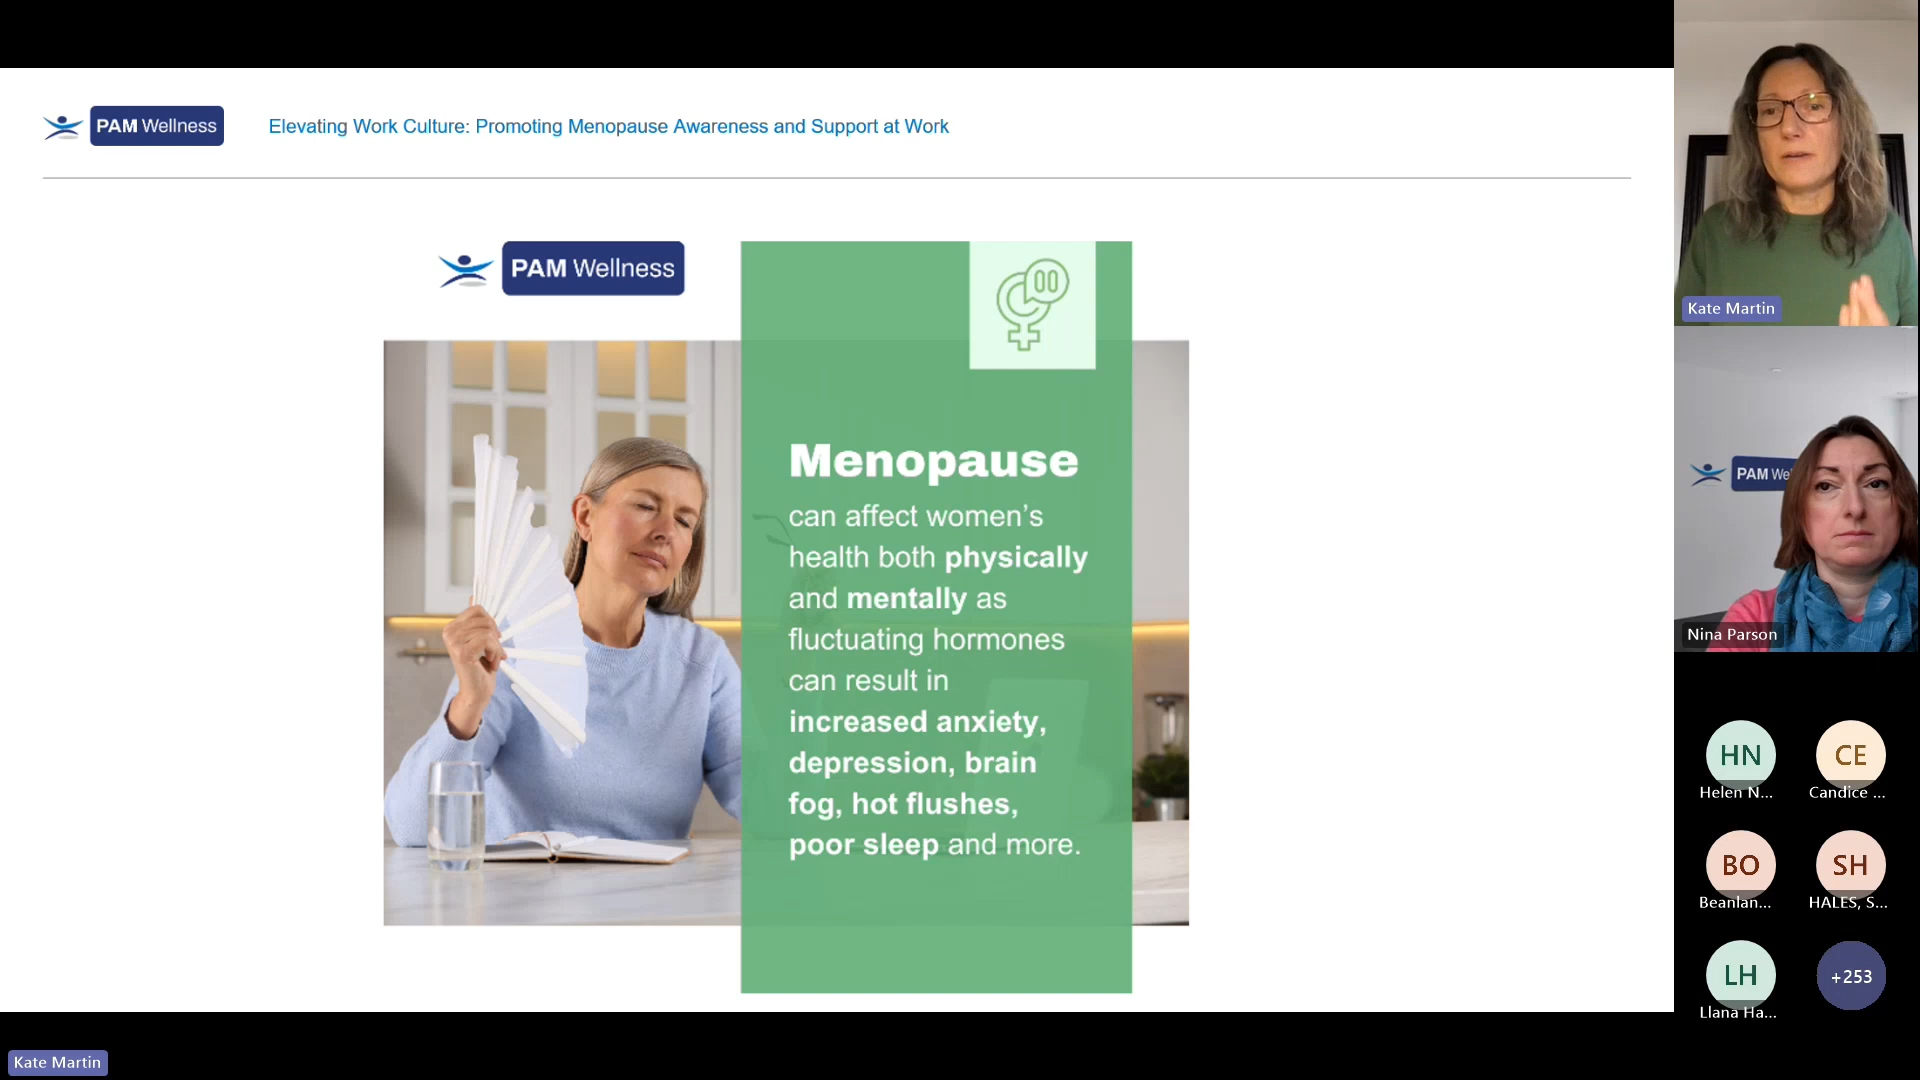 PAM Wellness
Elevating Work Culture: Promoting Menopause Awareness and Support at Work
PAM Wellness
Menopause
can affect women’s
health both physically
and mentally as
fluctuating hormones
can result in
increased anxiety,
depression, brain
fog, hot flushes,
poor sleep and more.
Kate Martin
PAM We
Nina Parson
HN
Helen N...
CE
Candice ...
BO
Beanlan...
SH
HALES, S...
LH
Llana Ha...
+253
Kate Martin